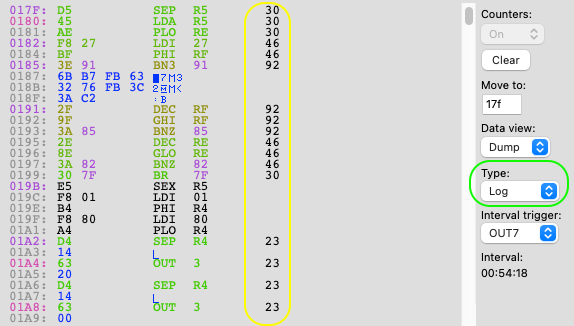 017F: D5 SEP R5 30
0180: 45 LDA R5 30
0181: AE PLO RE 30
0182: F8 27 LDI 27 46
0184: BF PHI RF 46
0185: 3E 91 BN3 91 92
0187: 6B B7 FB 63 7M3
018B: 32 76 FB 3C 2M<
018F: 3A C2 :B
0191: 2F DEC RF 92
0192: 9F GHI RF 92
0193: 3A 85 BNZ 85 92
0195: 2E DEC RE 46
0196: 8E GLO RE 46
0197: 3A 82 BNZ 82 46
0199: 30 7F BR 7F 30
019B: E5 SEX R5
019C: F8 01 LDI 01
019E: B4 PHI R4
019F: F8 80 LDI 80
01A1: A4 PLO R4
01A2: D4 SEP R4 23
01A3: 14
01A4: 63 OUT 3 23
01A5: 20
01A6: D4 SEP R4 23
01A7: 14
01A8: 63 OUT 3 23
01A9: 00
Counters:
On
Clear
Move to:
17f
Data view:
Dump
Type:
Log
Interval trigger:
OUT7
Interval:
00:54:18